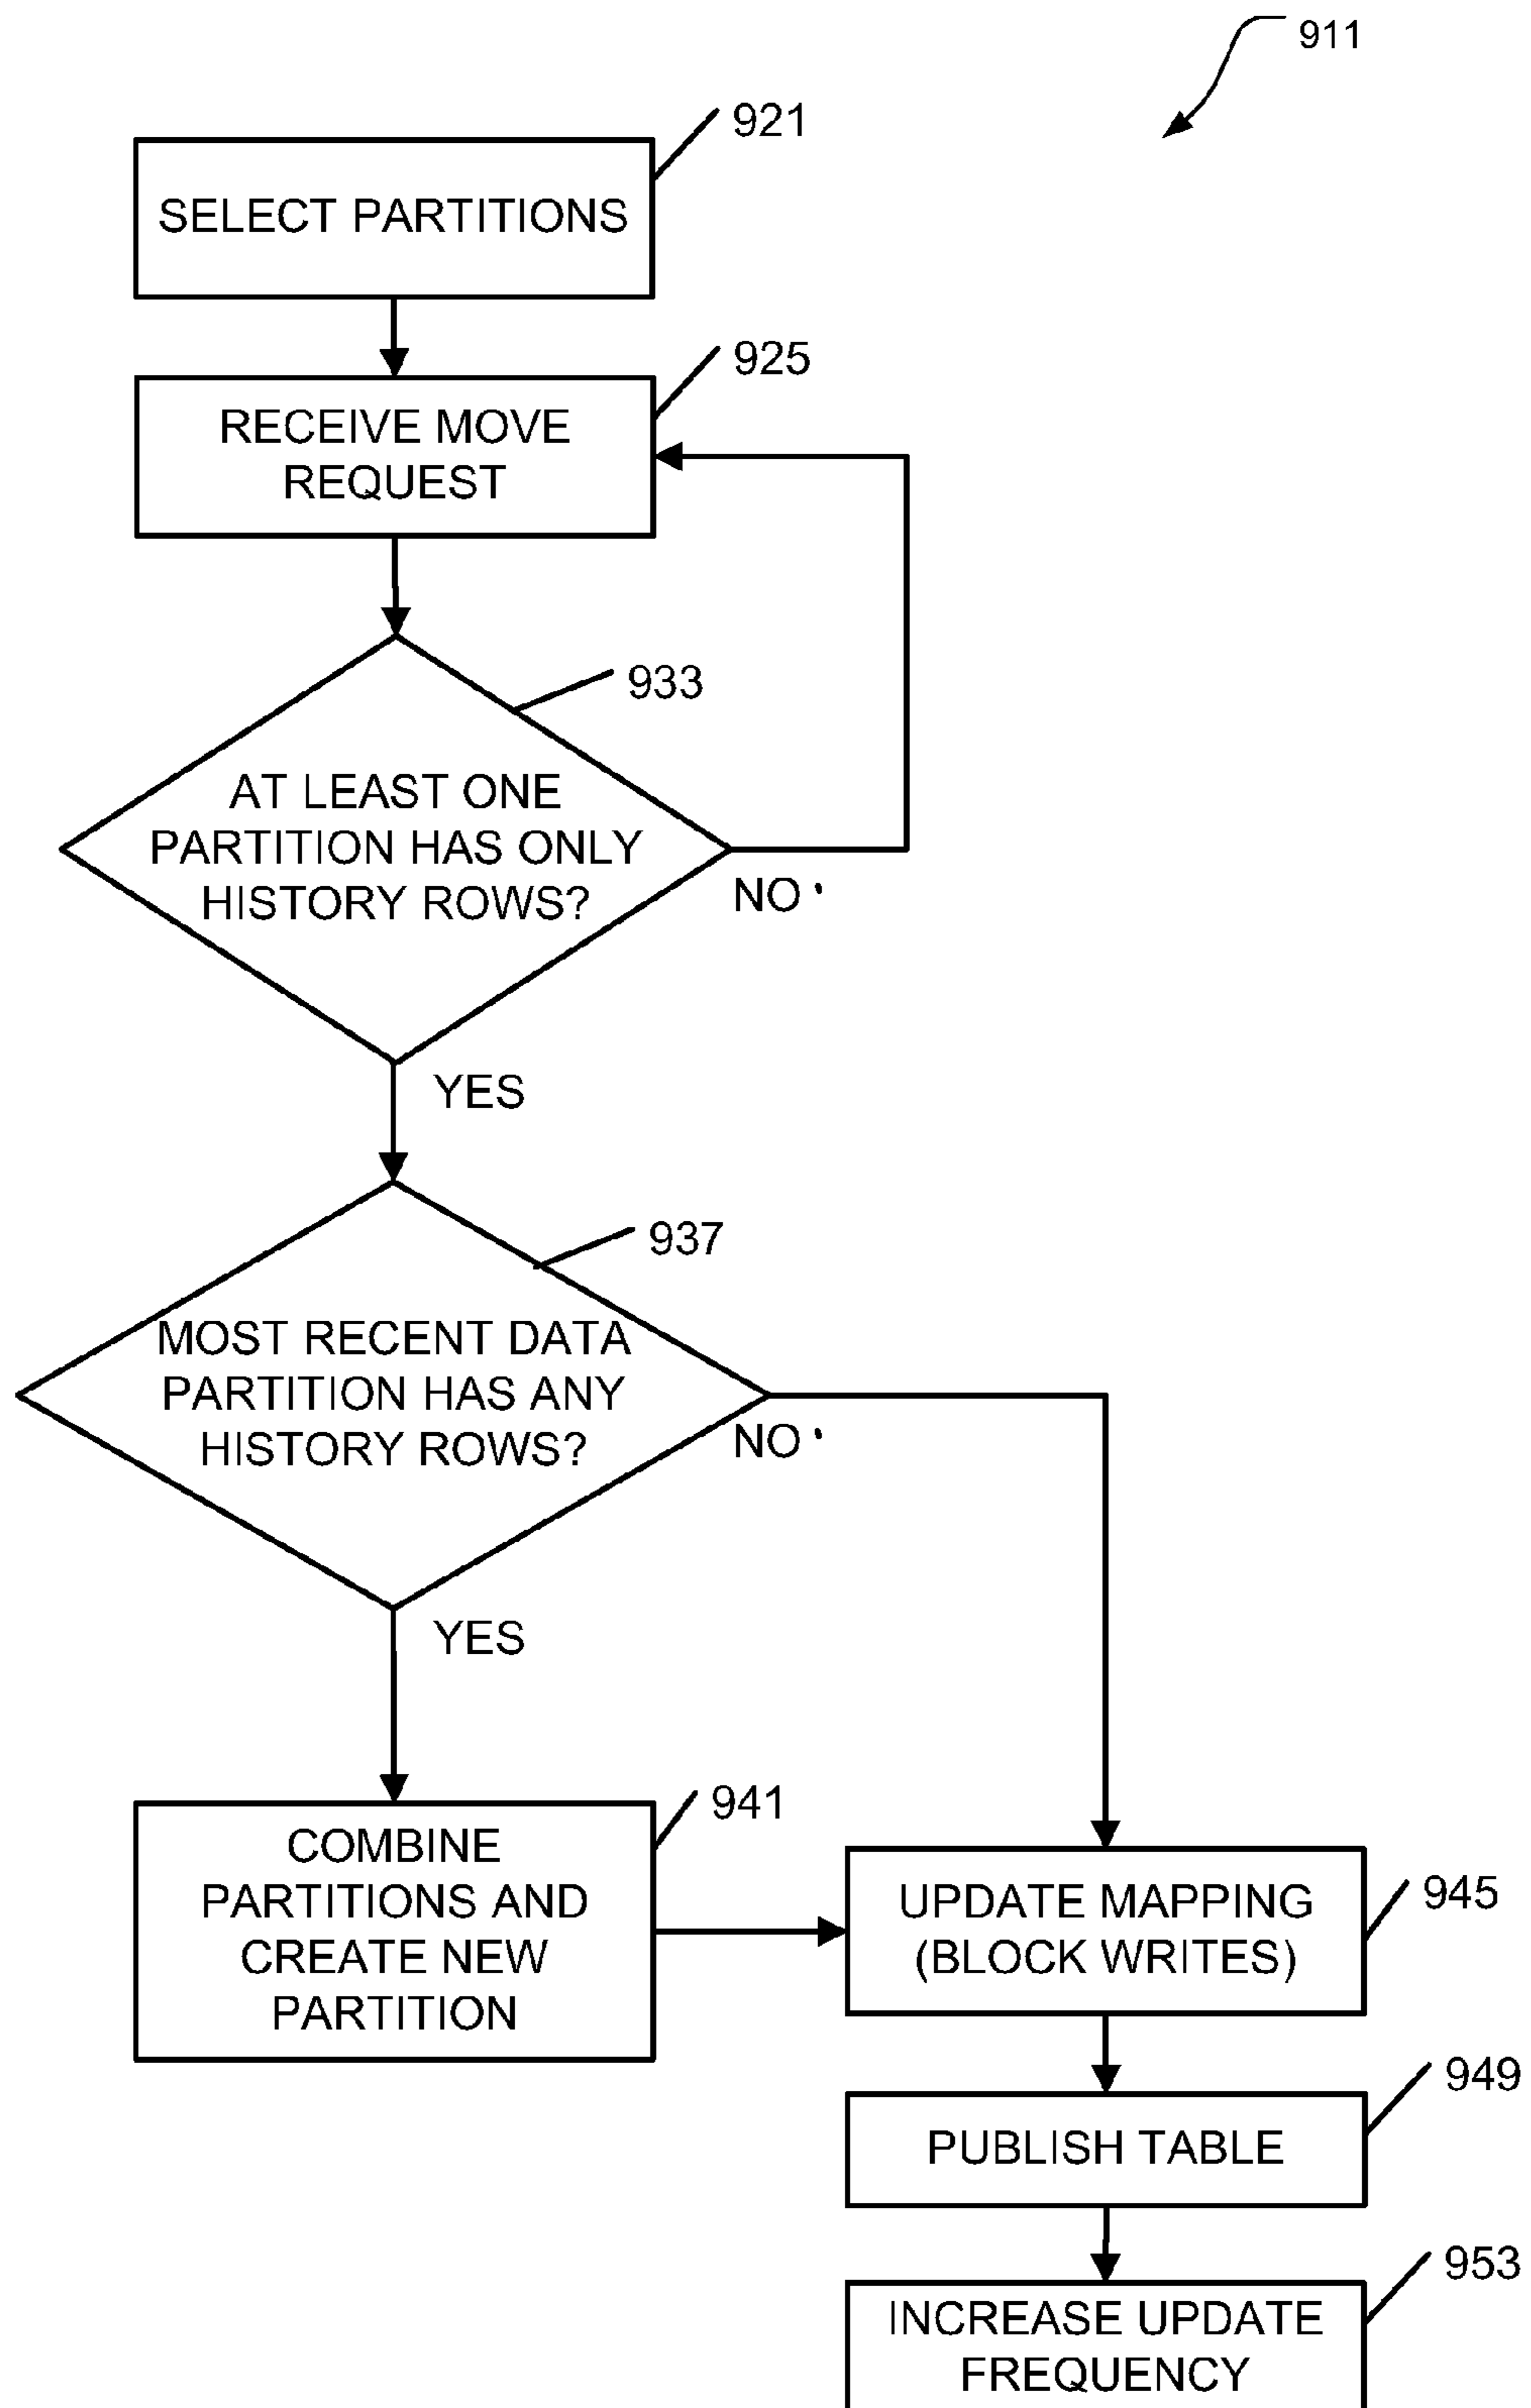 911
921
SELECT PARTITIONS
925
RECEIVE MOVE
REQUEST
933
AT LEAST ONE
PARTITION HAS ONLY
HISTORY ROWS?
NO
YES
937
MOST RECENT DATA
PARTITION HAS ANY
HISTORY ROWS?
NO
YES
941
COMBINE
PARTITIONS AND
CREATE NEW
PARTITION
945
UPDATE MAPPING
(BLOCK WRITES)
949
PUBLISH TABLE
953
INCREASE UPDATE
FREQUENCY